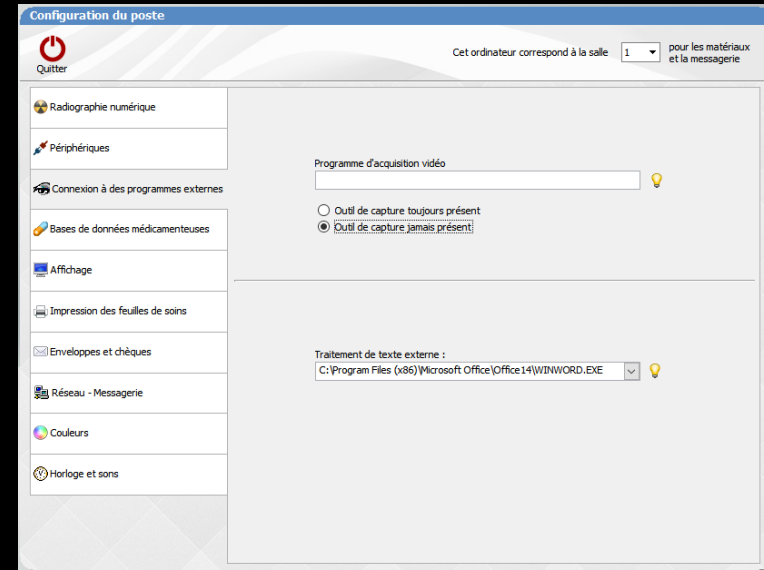 Configuration du poste
Quitter
Cet ordinateur correspond à la salle 1 pour les matériaux
et la messagerie
Radiographie numérique
Périphériques
Connexion à des programmes externes
Bases de données médicamenteuses
Affichage
Impression des feuilles de soins
Enveloppes et chèques
Réseau - Messagerie
Couleurs
Horloge et sons
Programme d'acquisition vidéo
Outil de capture toujours présent
Outil de capture jamais présent
Traitement de texte externe :
C:\Program Files (x86)\Microsoft Office\Office14\WINWORD.EXE